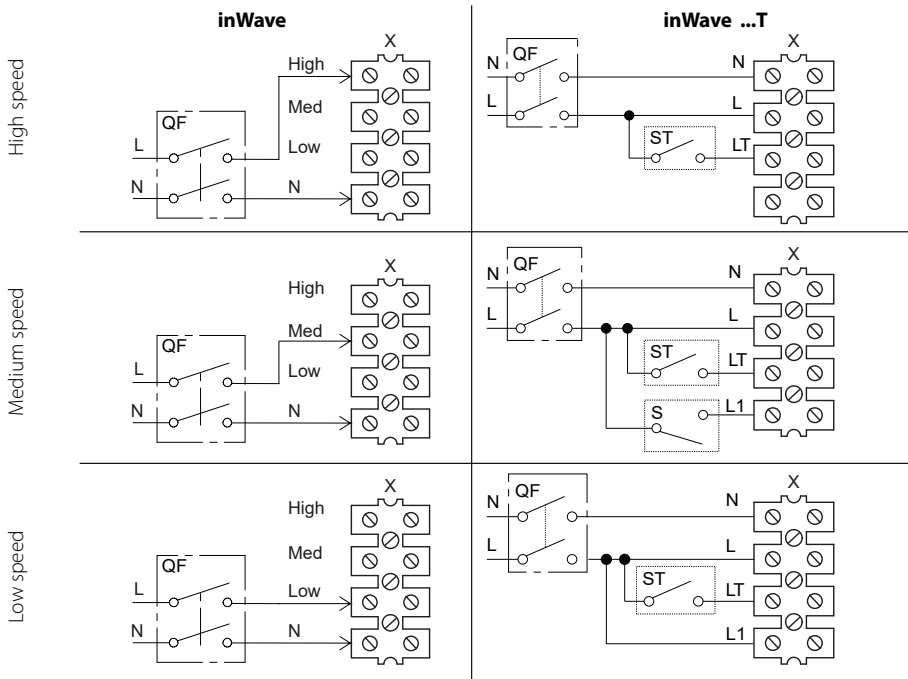 inWave
inWave ...T
High speed
X
High
Med
Low
N
QF
L
N
X
N
QF
N
L
L
ST
LT
Medium speed
X
High
Med
Low
N
QF
L
N
X
N
QF
N
L
L
ST
LT
S
L1
Low speed
X
High
Med
Low
N
QF
L
N
X
N
QF
N
L
L
ST
LT
L1